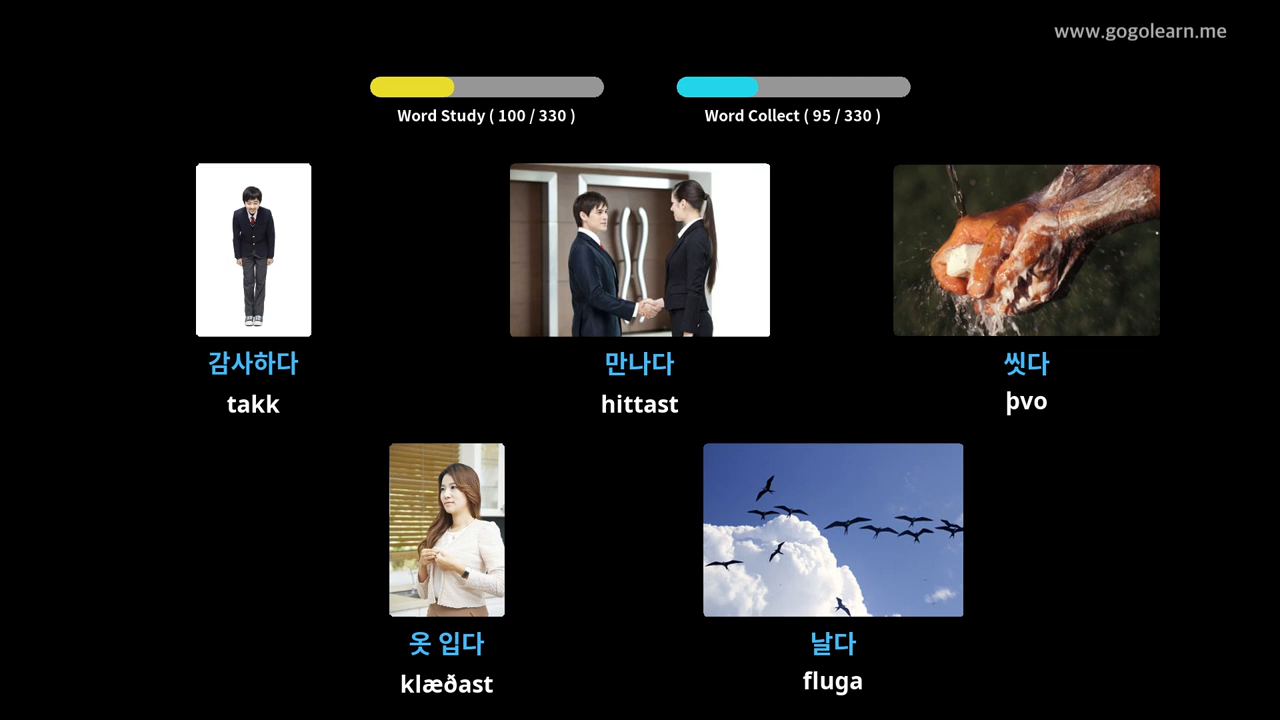 www.gogolearn.me
Word Study ( 100 / 330 )
Word Collect ( 95 / 330 )
감사하다
takk
만나다
hittast
씻다
þvo
옷 입다
klæðast
날다
fluga